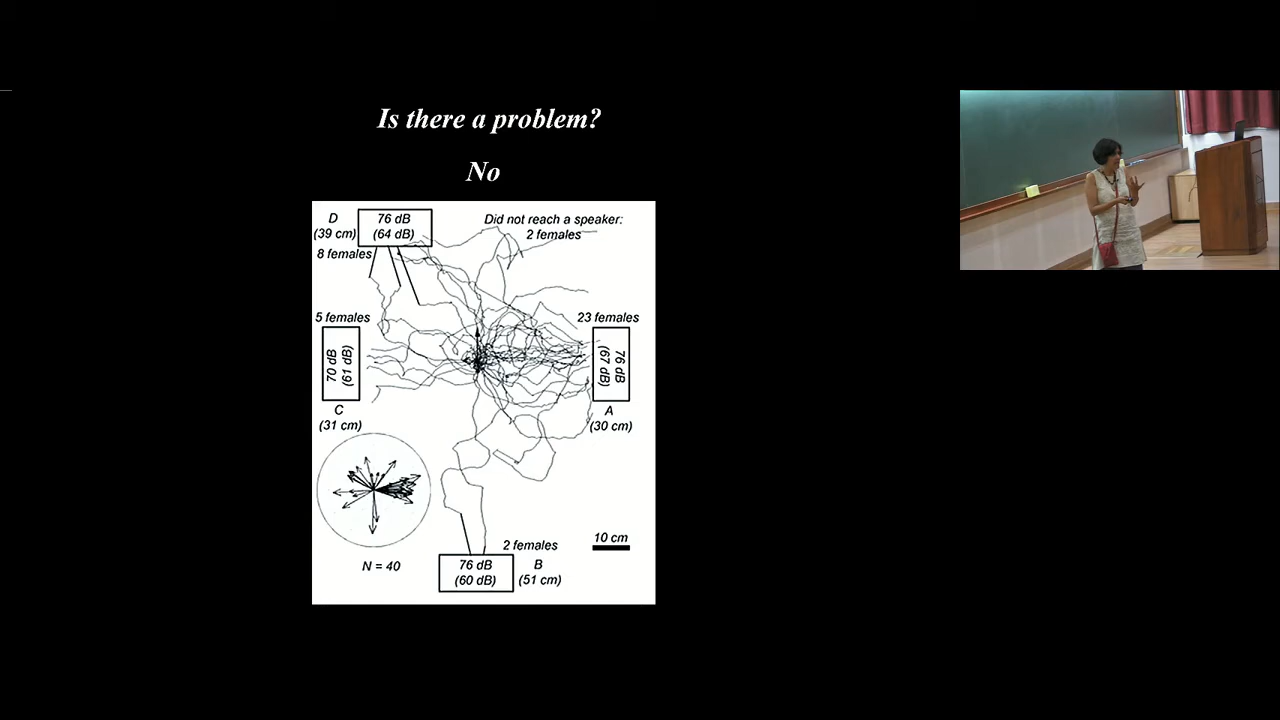 Is there a problem?
No
D
(39 cm)
76 dB
(64 dB)
8 females
Did not reach a speaker:
2 females
5 females
70 dB
(61 dB)
C
(31 cm)
23 females
76 dB
(67 dB)
A
(30 cm)
N = 40
2 females
76 dB
(60 dB)
B
(51 cm)
10 cm